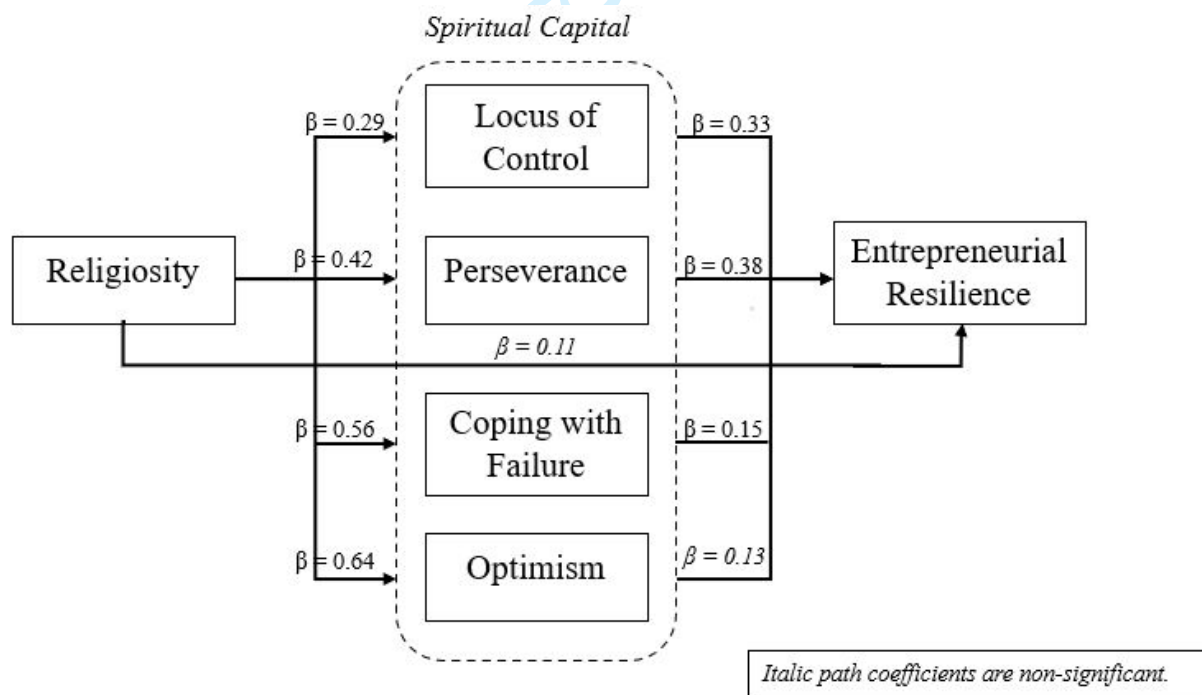 Spiritual Capital
β = 0.29
Locus of
Control
β = 0.33
Religiosity
β = 0.42
Perseverance
β = 0.38
Entrepreneurial
Resilience
β = 0.11
β = 0.56
Coping with
Failure
β = 0.15
β = 0.64
Optimism
β = 0.13
Italic path coefficients are non-significant.